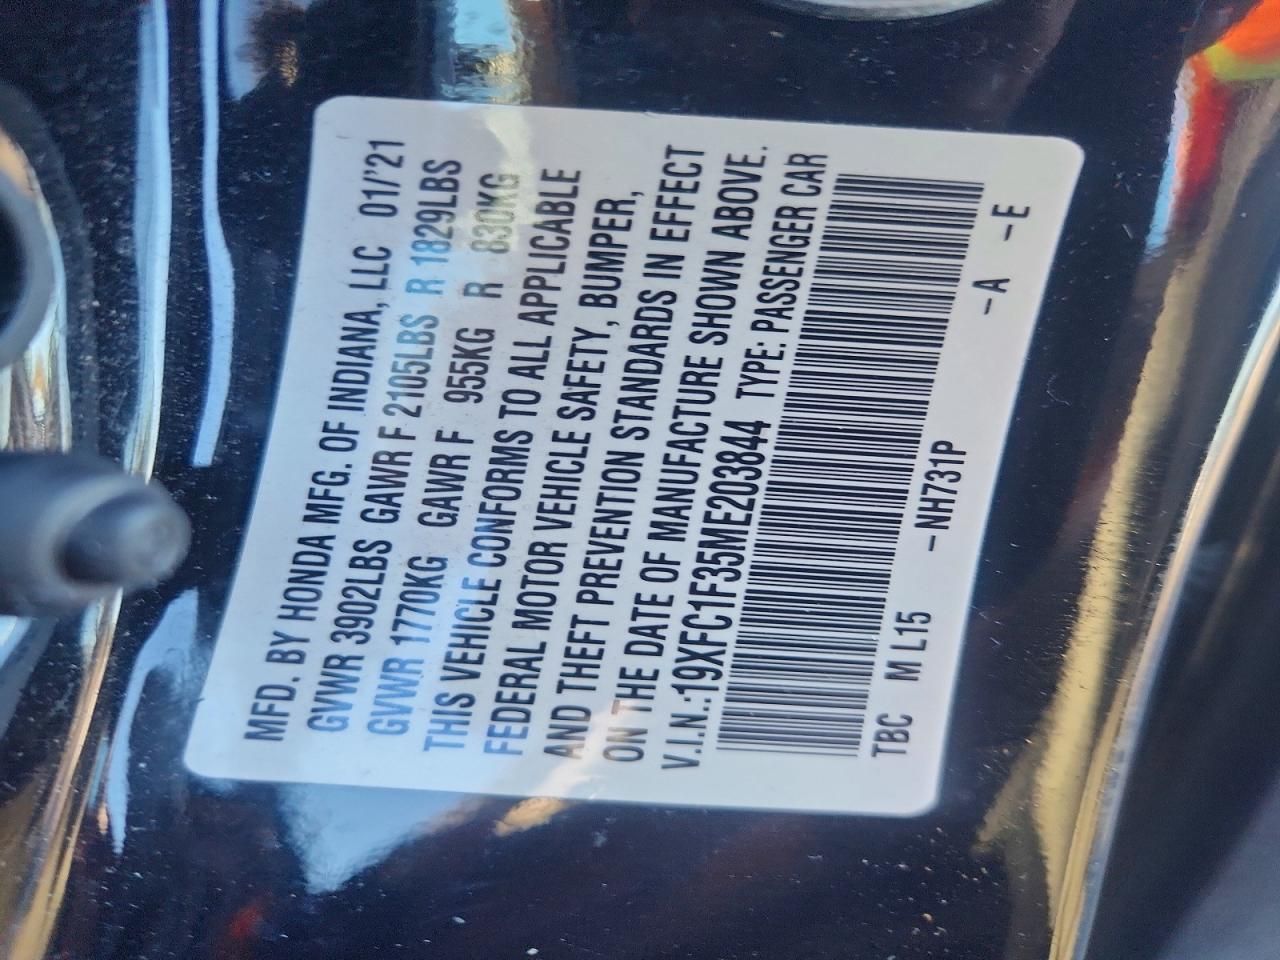 MFD. BY HONDA MFG. OF INDIANA, LLC 01/'21
GVWR 3902LBS GAWR F 2105LBS R 1829LBS
GVWR 1770KG GAWR F 955KG R 830KG
THIS VEHICLE CONFORMS TO ALL APPLICABLE
FEDERAL MOTOR VEHICLE SAFETY, BUMPER,
AND THEFT PREVENTION STANDARDS IN EFFECT
ON THE DATE OF MANUFACTURE SHOWN ABOVE.
V.I.N.:19XFC1F35ME203844 TYPE: PASSENGER CAR
TBC M L15 -NH731P -A -E